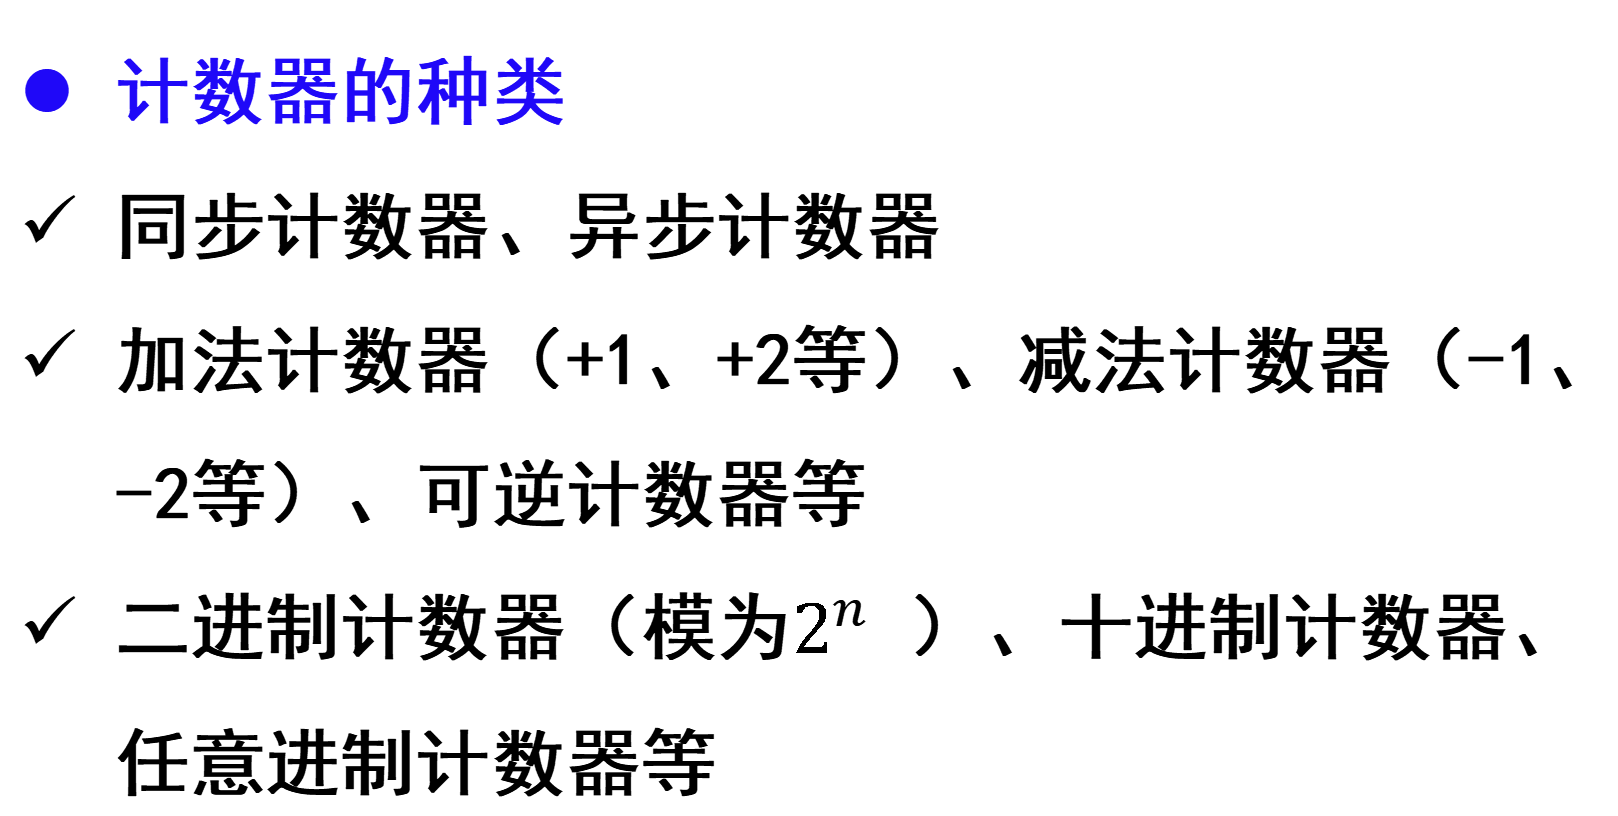 ● 计数器的种类
✓ 同步计数器、异步计数器
✓ 加法计数器（+1、+2等）、减法计数器（-1、
-2等）、可逆计数器等
✓ 二进制计数器（模为2ⁿ ）、十进制计数器、
任意进制计数器等